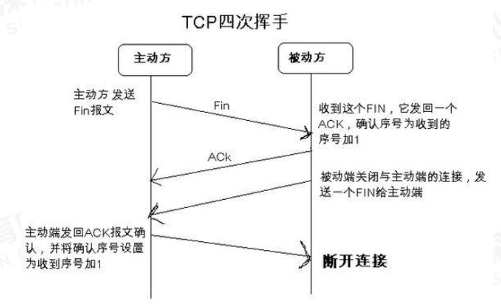 TCP四次挥手
主动方
被动方
主动方 发送
Fin报文
Fin
收到这个FIN，它发回一个
ACK，确认序号为收到的
序号加1
ACk
被动端关闭与主动端的连接，发
送一个FIN给主动端
主动端发回ACK报文确
认，并将确认序号设置
为收到序号加1
断开连接